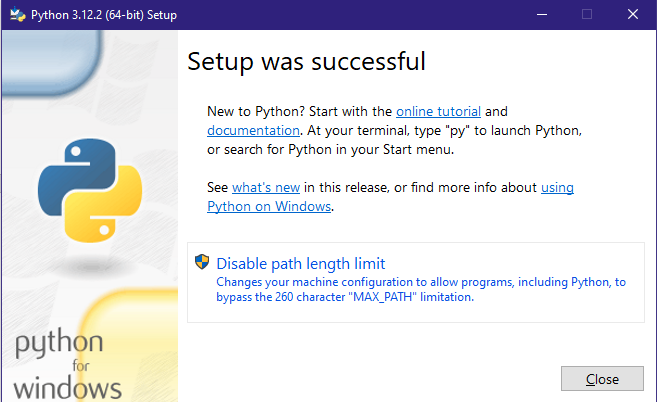 Python 3.12.2 (64-bit) Setup
Setup was successful
New to Python? Start with the online tutorial and
documentation. At your terminal, type "py" to launch Python,
or search for Python in your Start menu.
See what's new in this release, or find more info about using
Python on Windows.
Disable path length limit
Changes your machine configuration to allow programs, including Python, to
bypass the 260 character "MAX_PATH" limitation.
python
for
windows
Close